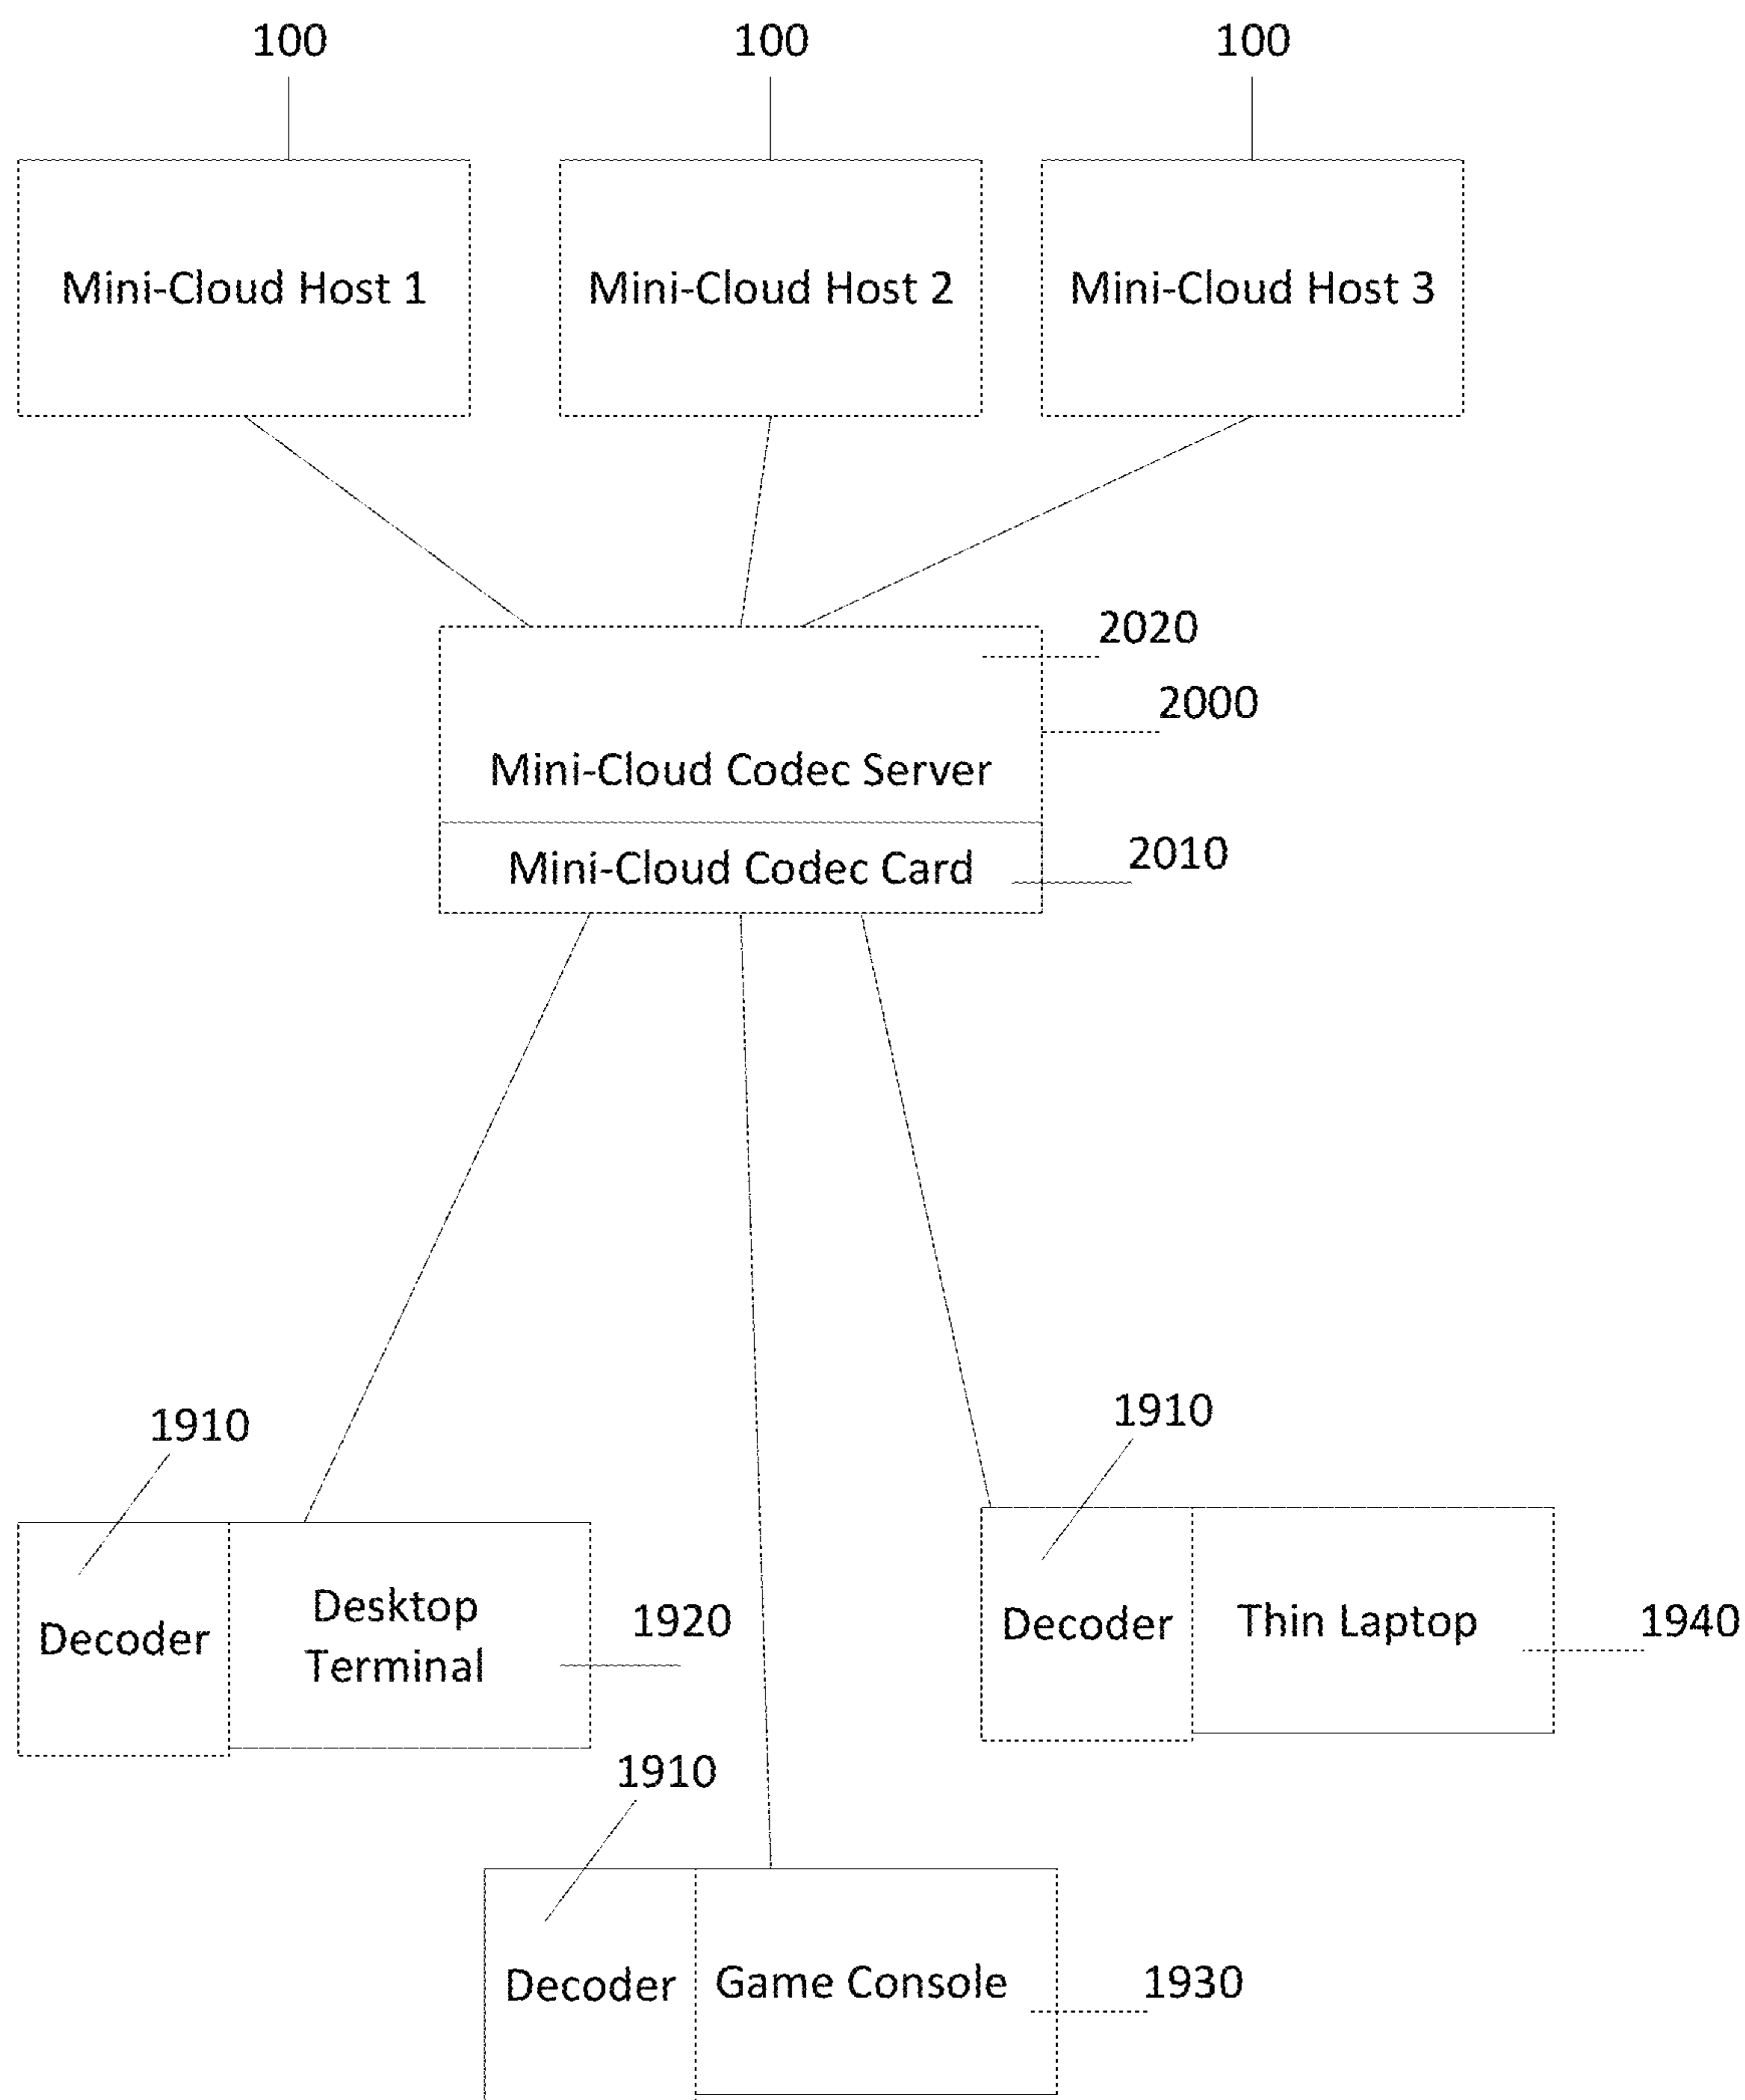 100
100
100
Mini-Cloud Host 1
Mini-Cloud Host 2
Mini-Cloud Host 3
2020
2000
Mini-Cloud Codec Server
Mini-Cloud Codec Card
2010
1910
1910
Decoder
Desktop
Terminal
1920
Decoder
Thin Laptop
1940
1910
Decoder
Game Console
1930